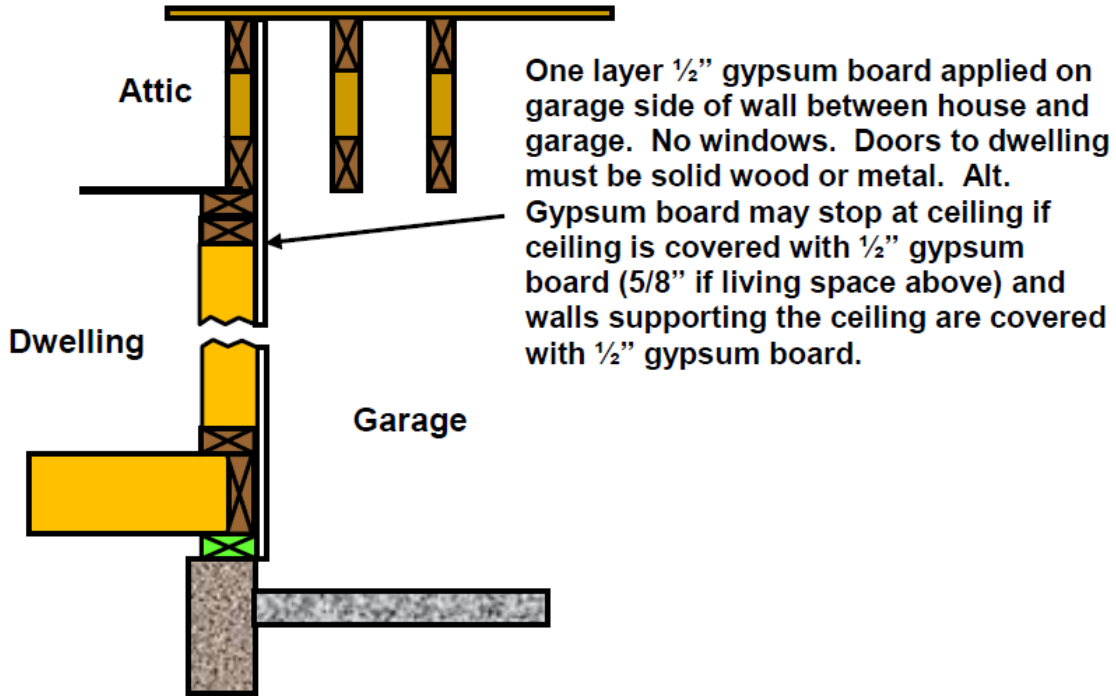 Attic
One layer ½” gypsum board applied on
garage side of wall between house and
garage.  No windows.  Doors to dwelling
must be solid wood or metal.  Alt.
Gypsum board may stop at ceiling if
ceiling is covered with ½” gypsum
board (5/8” if living space above) and
walls supporting the ceiling are covered
with ½” gypsum board.
Dwelling
Garage